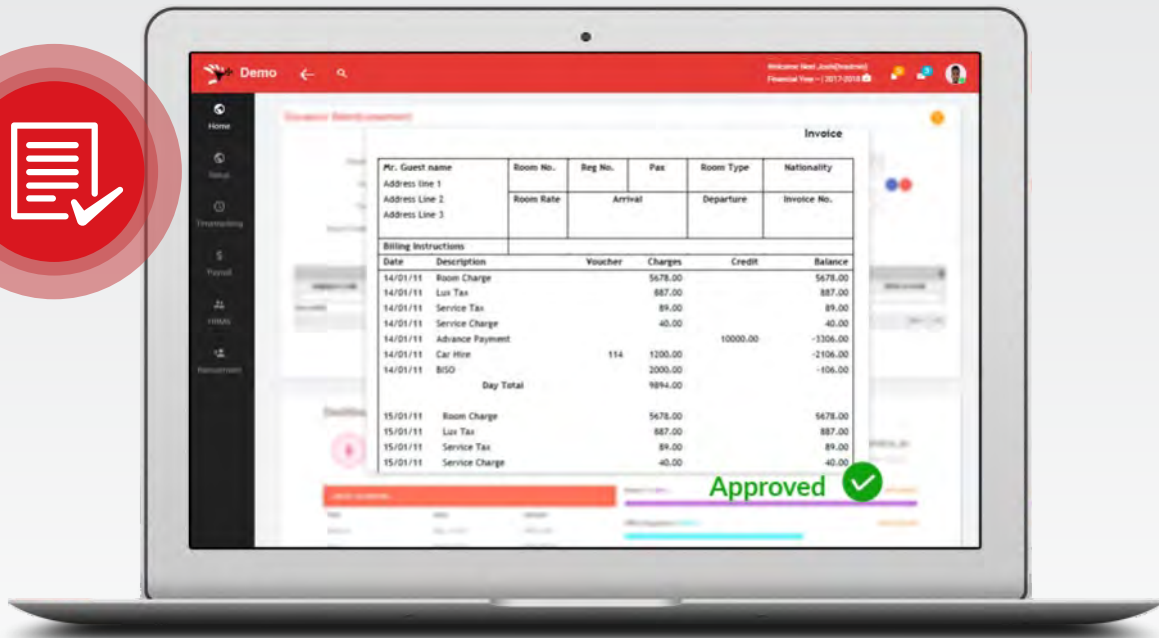 Demo
Financial Year - | 2017-2018
Home
Payroll
Invoice
Mr. Guest name Room No. Reg No. Pax Room Type Nationality
Address line 1
Address Line 2 Room Rate Arrival Departure Invoice No.
Address Line 3
Billing Instructions
Date Description Voucher Charges Credit Balance
14/01/11 Room Charge 5678.00 5678.00
14/01/11 Lux Tax 887.00 887.00
14/01/11 Service Tax 89.00 89.00
14/01/11 Service Charge 40.00 40.00
14/01/11 Advance Payment 10000.00 -3306.00
14/01/11 Car Hire 114 1200.00 -2106.00
14/01/11 BISO 2000.00 -106.00
Day Total 9894.00
15/01/11 Room Charge 5678.00 5678.00
15/01/11 Lux Tax 887.00 887.00
15/01/11 Service Tax 89.00 89.00
15/01/11 Service Charge 40.00 40.00
Approved